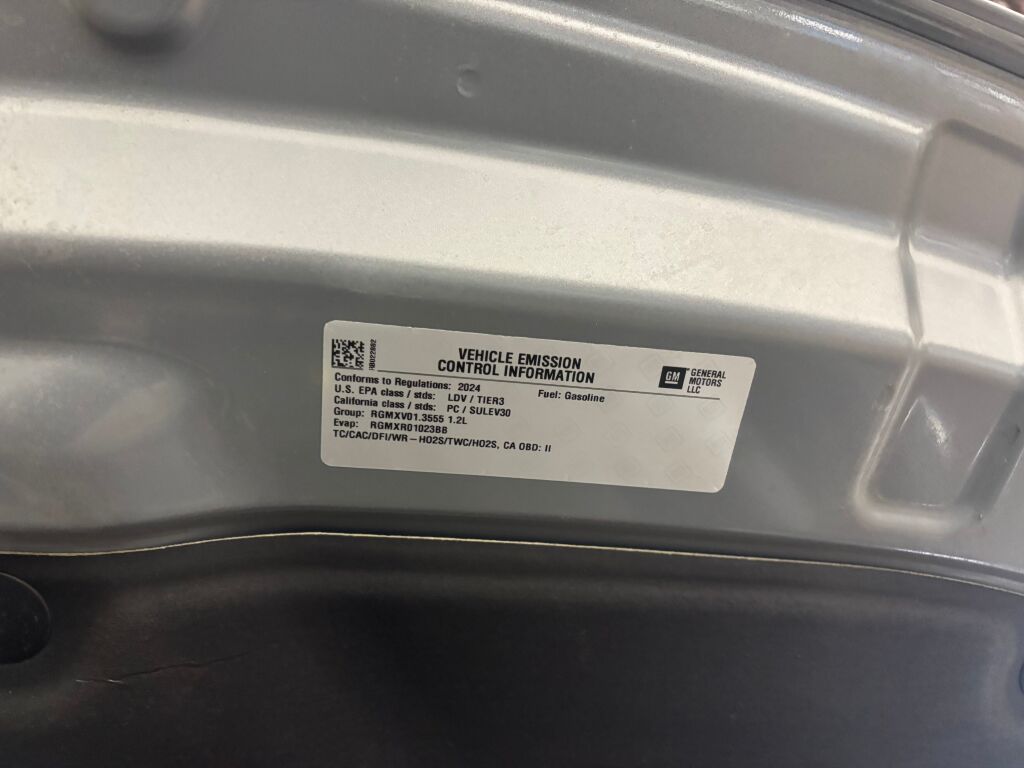 RB022882
VEHICLE EMISSION
CONTROL INFORMATION
GM GENERAL
MOTORS
LLC
Conforms to Regulations: 2024 Fuel: Gasoline
U.S. EPA class / stds: LDV / TIER3
California class / stds: PC / SULEV30
Group: RGMXV01.3555 1.2L
Evap: RGMXR01023BB
TC/CAC/DFI/WR – HO2S/TWC/HO2S, CA OBD: II